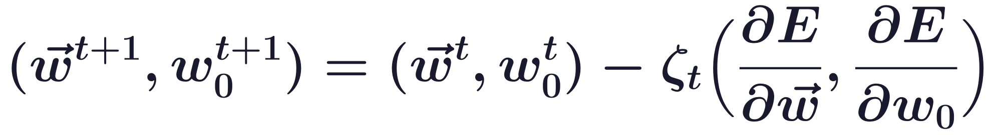 (\vec{w}^{t+1}, w_0^{t+1}) = (\vec{w}^t, w_0^t) - \zeta_t \left( \frac{\partial E}{\partial \vec{w}}, \frac{\partial E}{\partial w_0} \right)